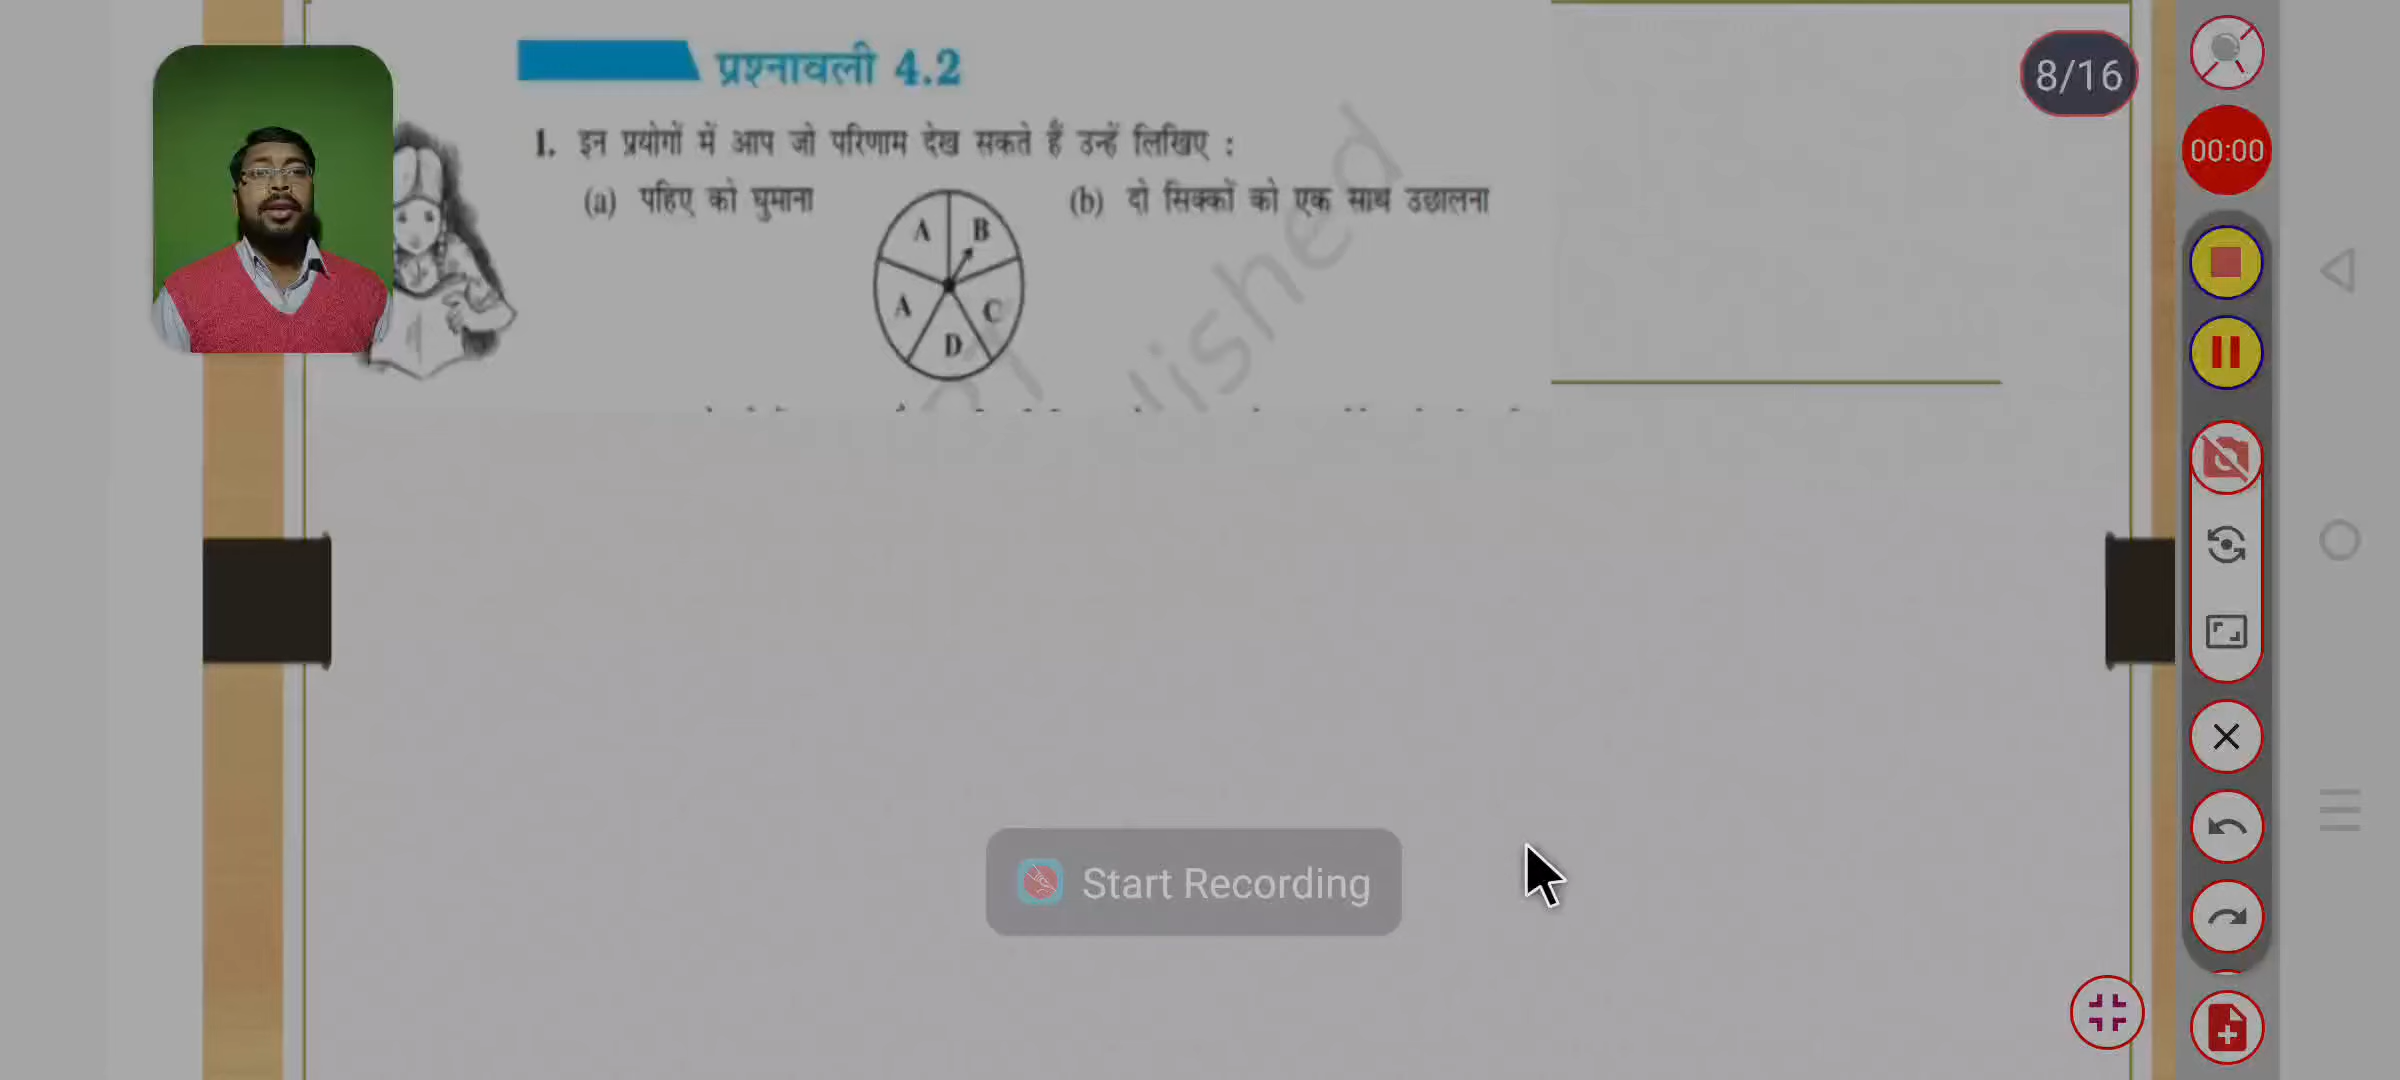 प्रश्नावली 4.2
8/16
1. इन प्रयोगों में आप जो परिणाम देख सकते हैं उन्हें लिखिए :
00:00
(a) पहिए को घुमाना
(b) दो सिक्कों को एक साथ उछालना
A B
A C
D
lished
Start Recording